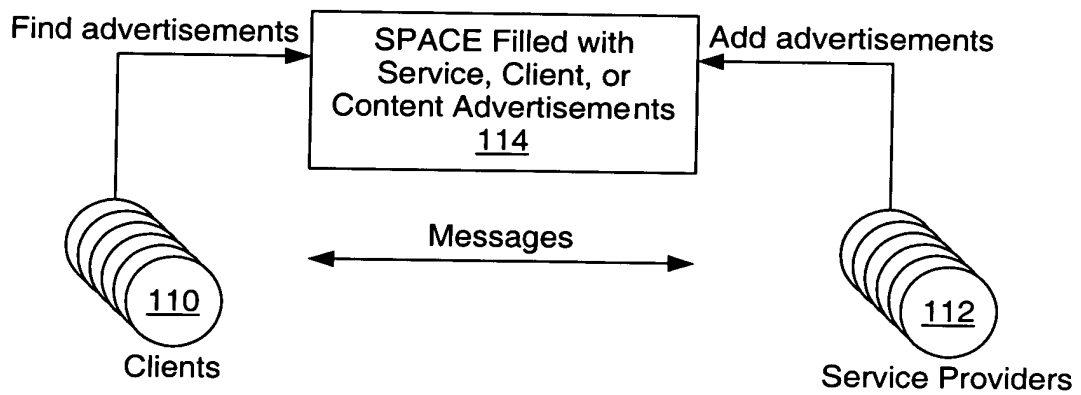 Find advertisements
SPACE Filled with
Service, Client, or
Content Advertisements
114
Add advertisements
Messages
110
Clients
112
Service Providers